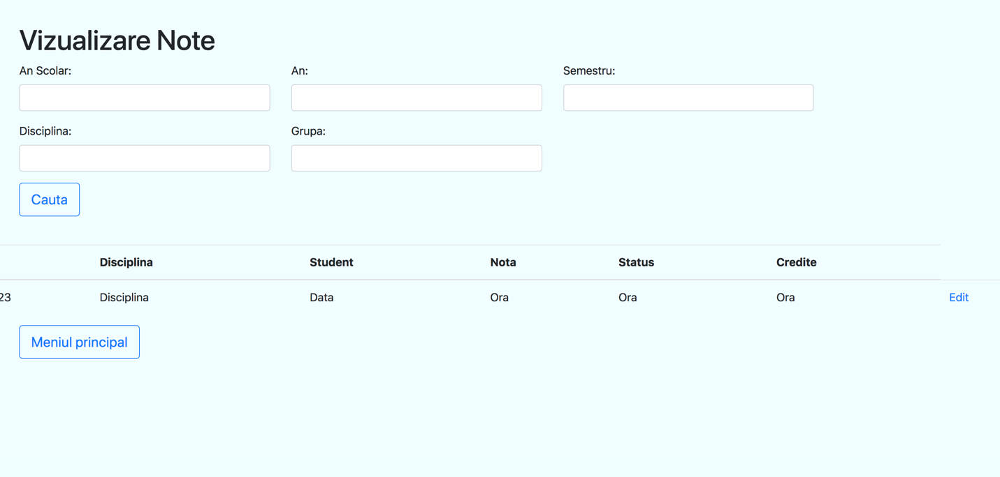 Vizualizare Note
An Scolar: An: Semestru:
Disciplina: Grupa:
Cauta
Disciplina Student Nota Status Credite
23 Disciplina Data Ora Ora Ora Edit
Meniul principal